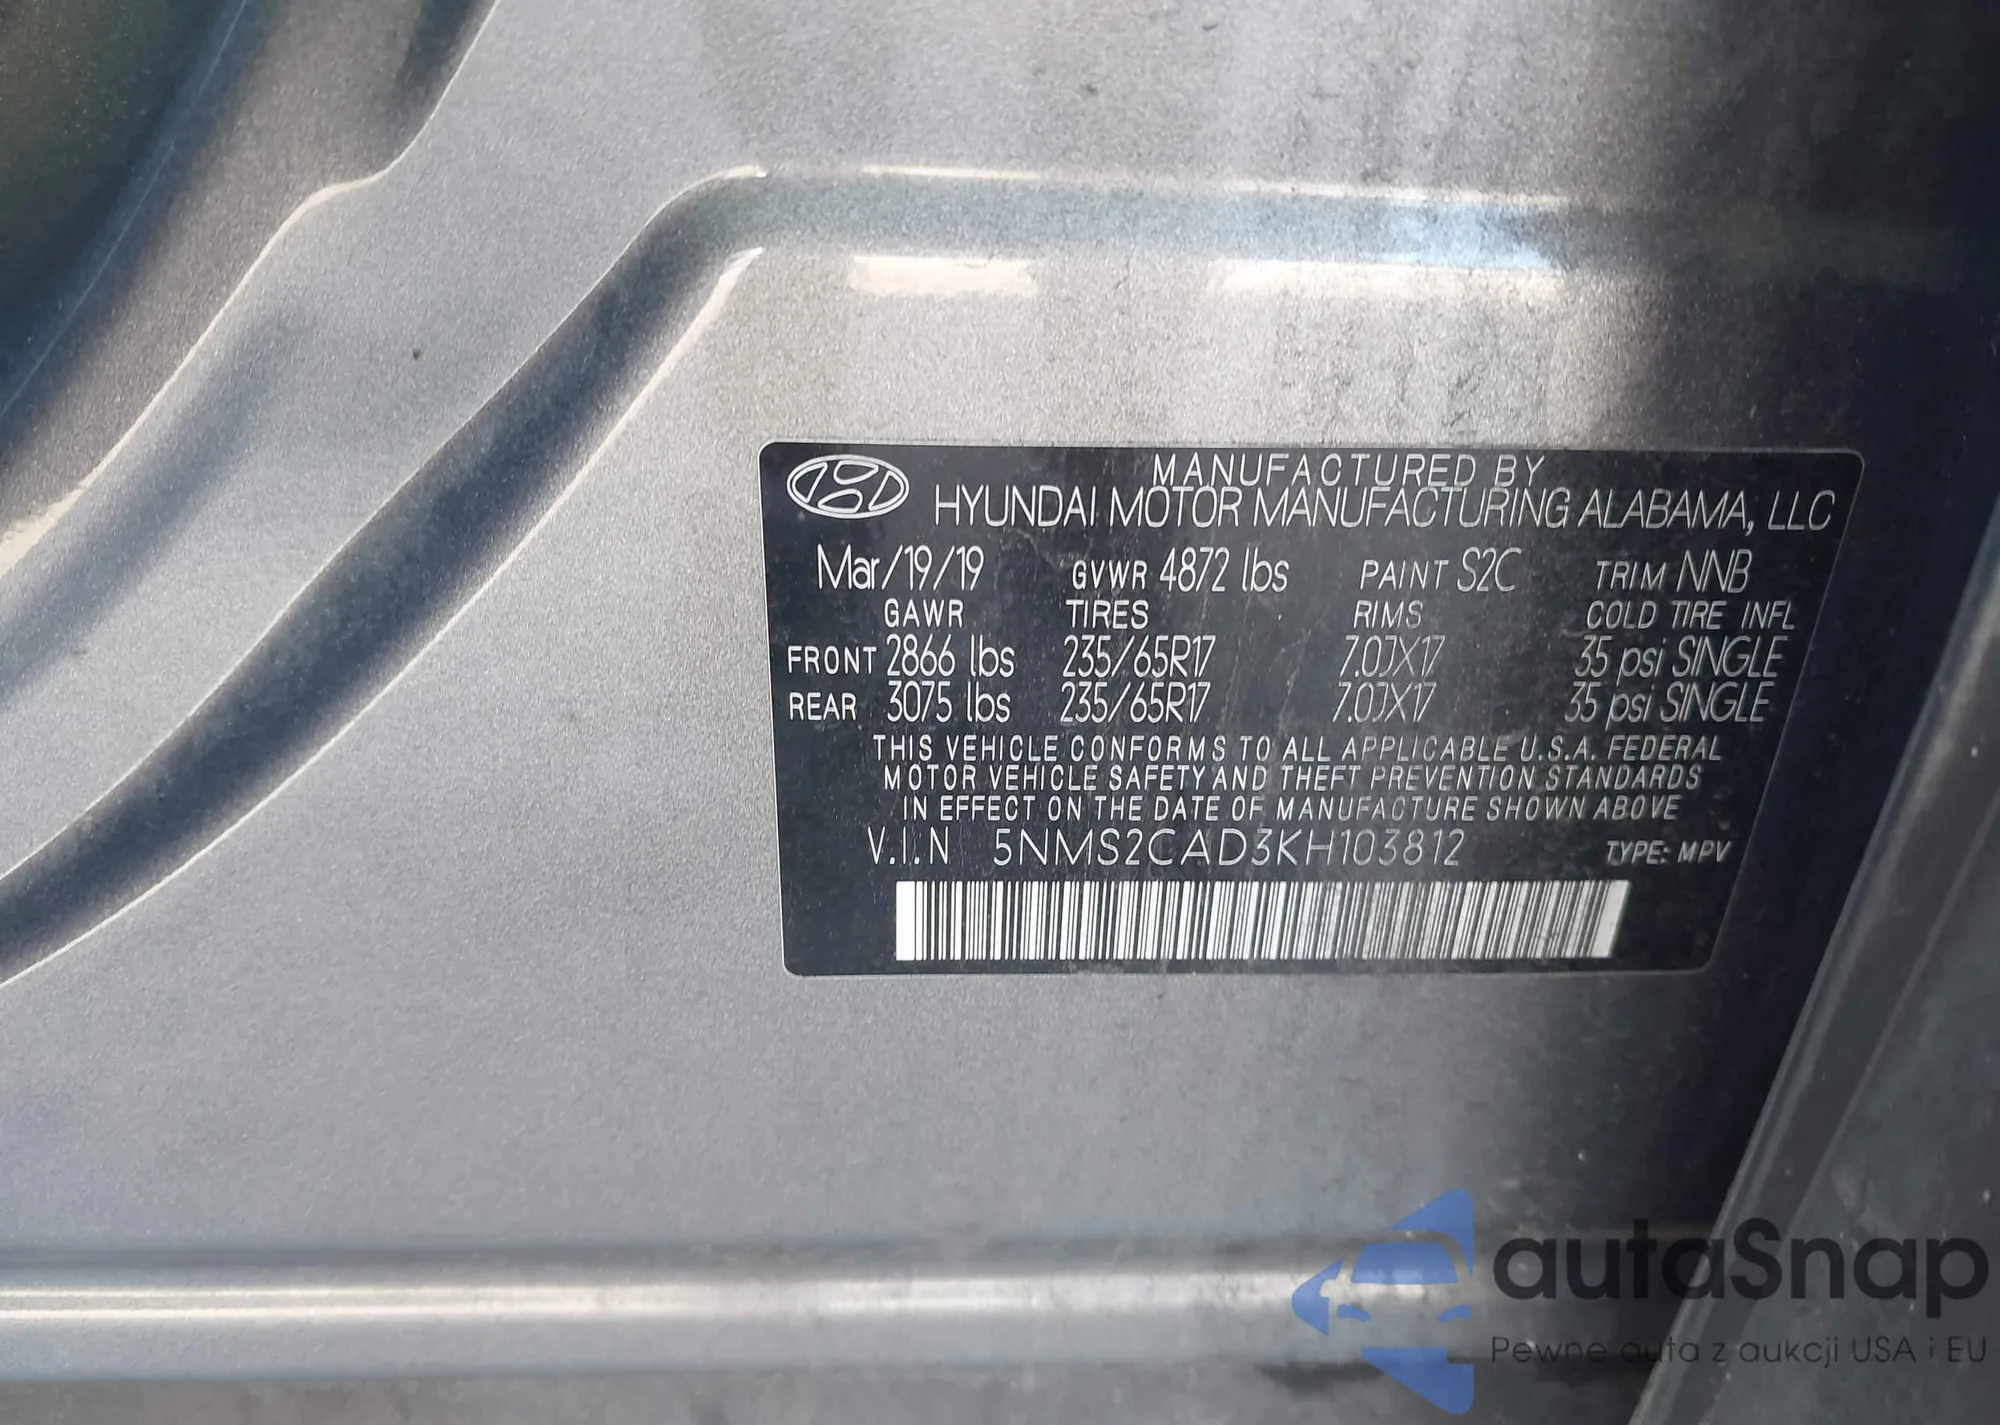 MANUFACTURED BY
HYUNDAI MOTOR MANUFACTURING ALABAMA, LLC
Mar/19/19 GVWR 4872 lbs PAINT S2C TRIM NNB
GAWR TIRES RIMS COLD TIRE INFL
FRONT 2866 lbs 235/65R17 7.0JX17 35 psi SINGLE
REAR 3075 lbs 235/65R17 7.0JX17 35 psi SINGLE
THIS VEHICLE CONFORMS TO ALL APPLICABLE U.S.A. FEDERAL
MOTOR VEHICLE SAFETY AND THEFT PREVENTION STANDARDS
IN EFFECT ON THE DATE OF MANUFACTURE SHOWN ABOVE
V.I.N 5NMS2CAD3KH103812 TYPE: MPV
autaSnap
Pewne auta z aukcji USA i EU